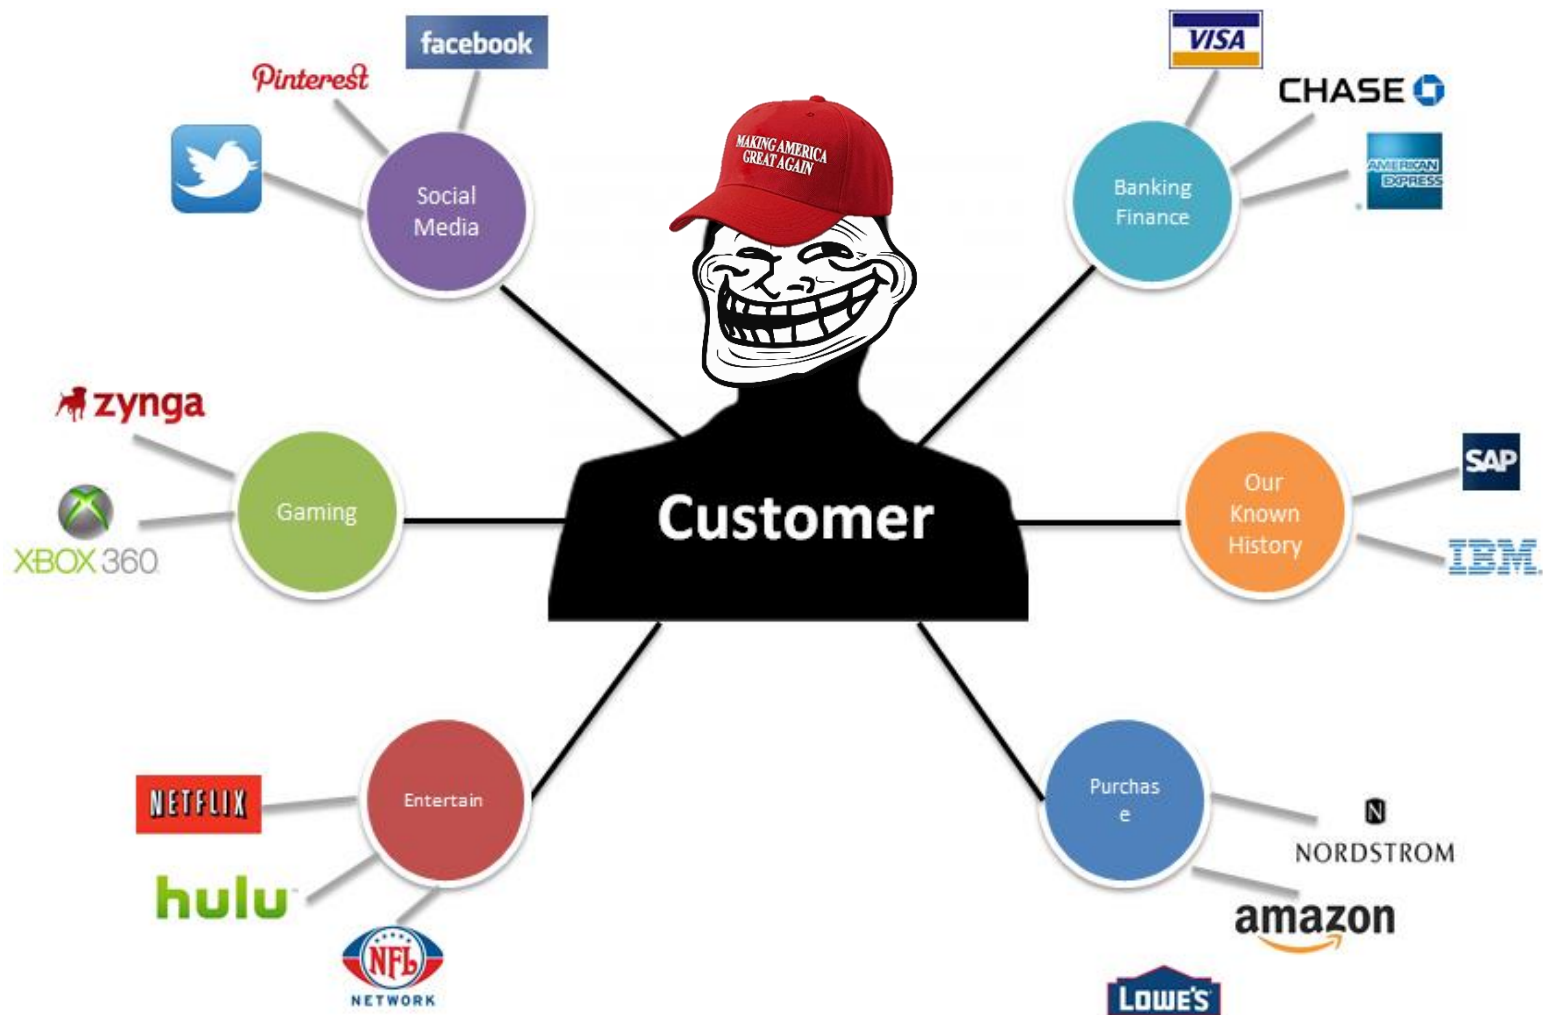 facebook
Pinterest
Social
Media
MAKING AMERICA
GREAT AGAIN
VISA
CHASE
AMERICAN
EXPRESS
Banking
Finance
zynga
XBOX 360
Gaming
Customer
Our
Known
History
SAP
IBM
NETFLIX
hulu
Entertain
NFL
NETWORK
Purchas
e
N
NORDSTROM
amazon
LOWE'S